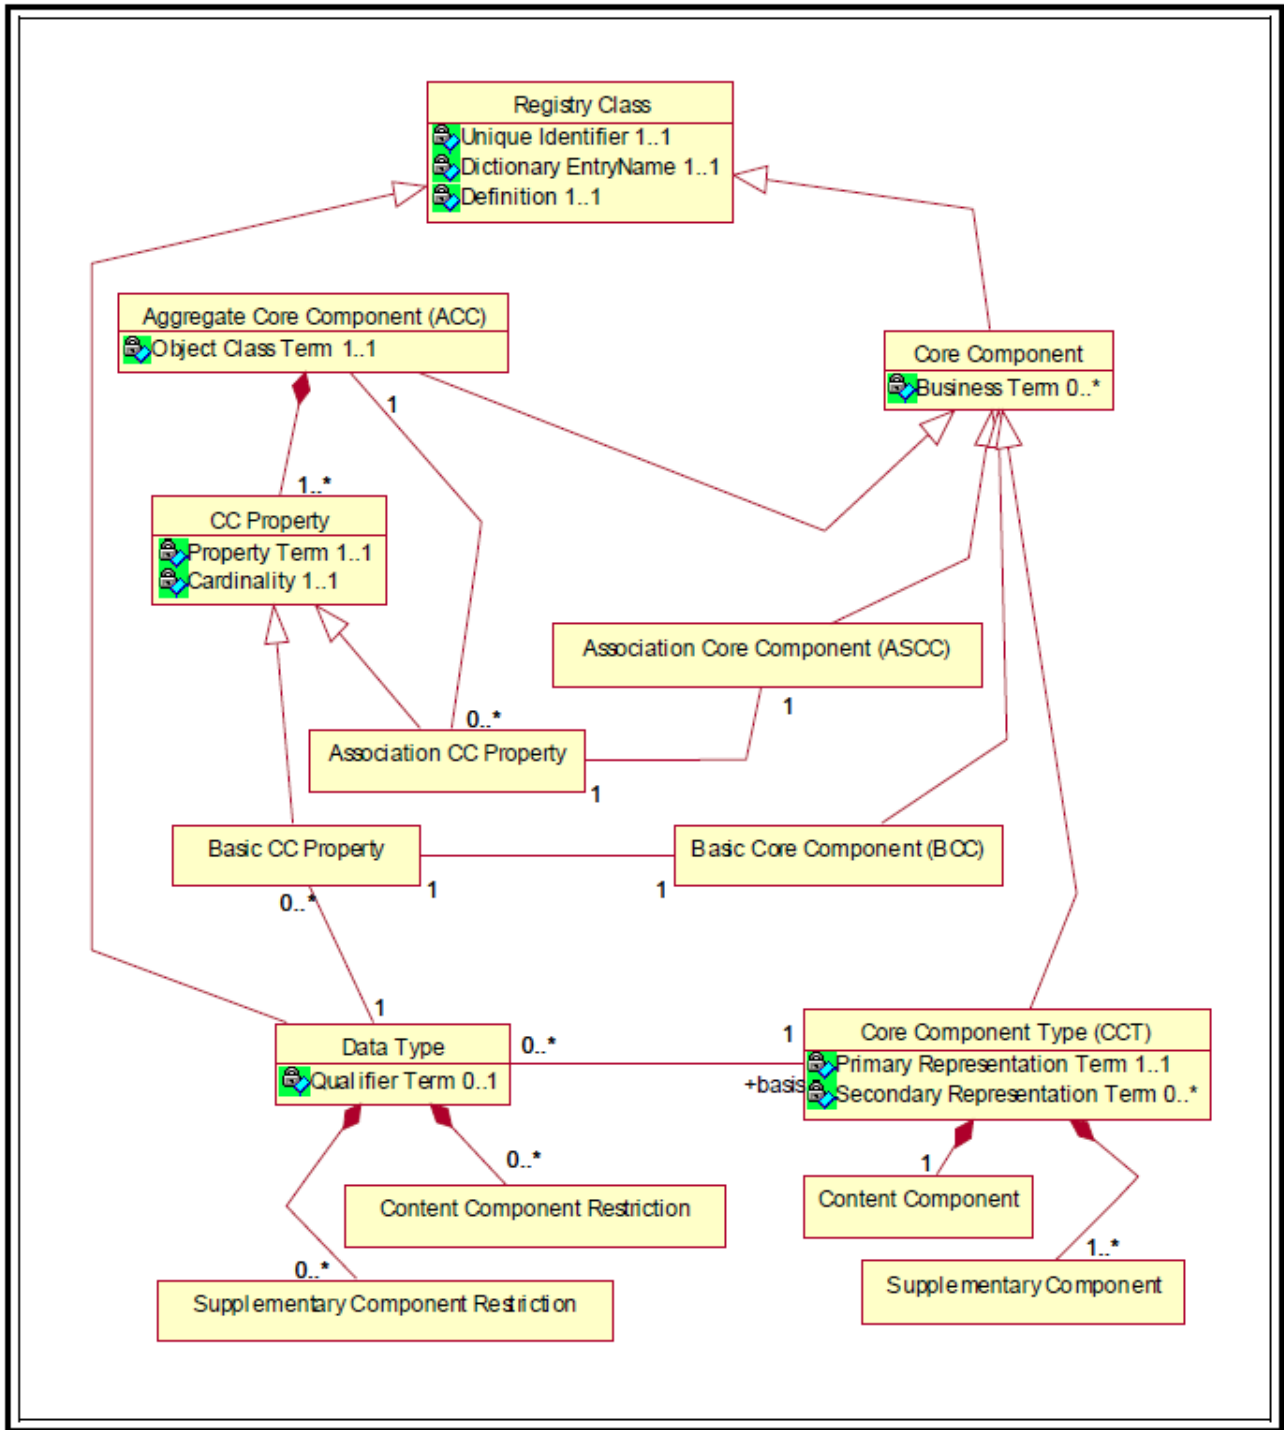 Registry Class
Unique Identifier 1..1
Dictionary EntryName 1..1
Definition 1..1
Aggregate Core Component (ACC)
Object Class Term 1..1
Core Component
Business Term 0..*
1
1..*
CC Property
Property Term 1..1
Cardinality 1..1
Association Core Component (ASCC)
1
0..*
Association CC Property
1
Basic CC Property
Basic Core Component (BCC)
1
1
0..*
1
Data Type
Qualifier Term 0..1
0..*
1
+basis
Core Component Type (CCT)
Primary Representation Term 1..1
Secondary Representation Term 0..*
0..*
Content Component Restriction
1
Content Component
0..*
Supplementary Component Restriction
1..*
Supplementary Component